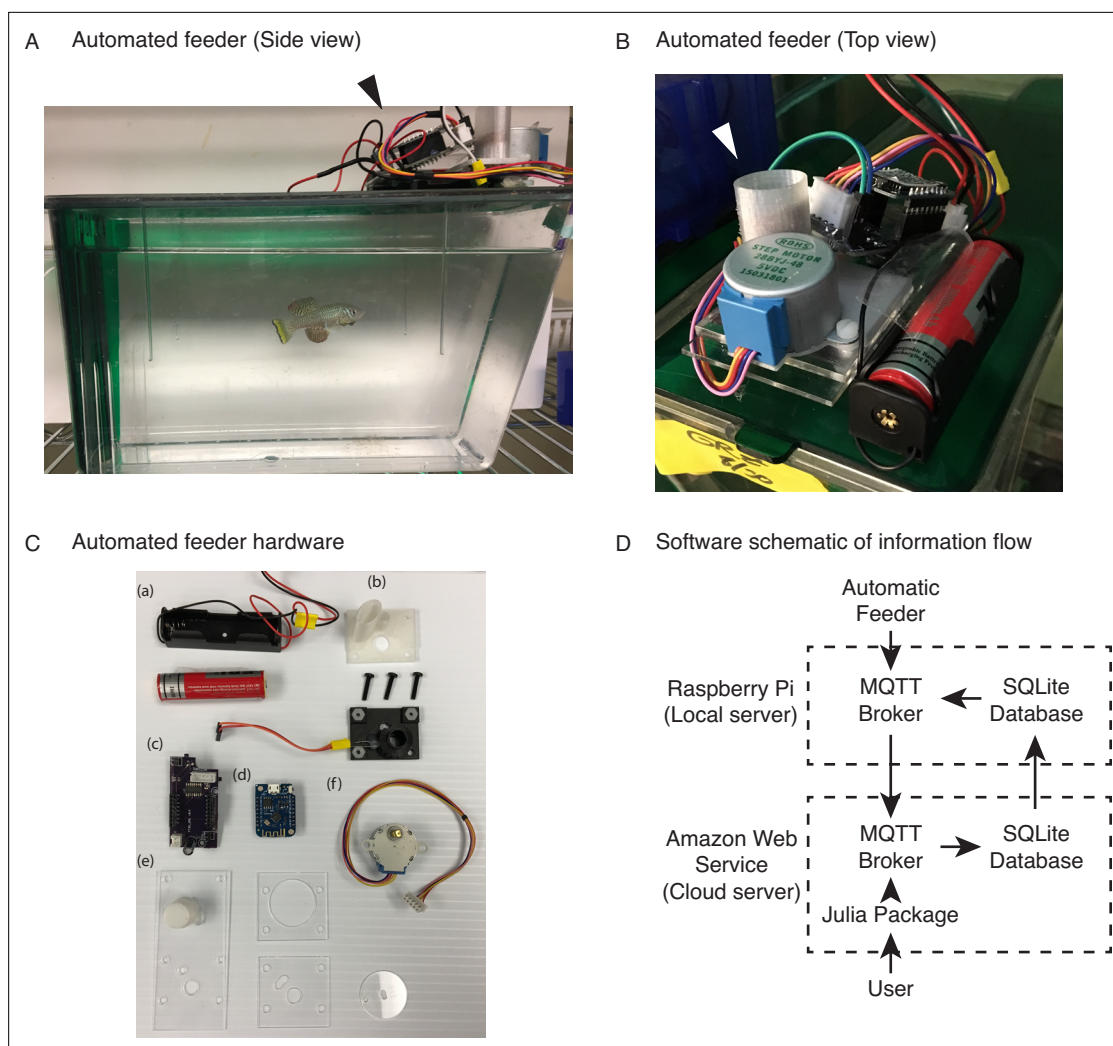 A Automated feeder (Side view)
B Automated feeder (Top view)
ROHS
STEP MOTOR
28BYJ-48
5VDC
15031801
C Automated feeder hardware
(a)
(b)
(c)
(d)
(f)
(e)
D Software schematic of information flow
Automatic
Feeder
Raspberry Pi
(Local server)
MQTT
Broker
SQLite
Database
Amazon Web
Service
(Cloud server)
MQTT
Broker
SQLite
Database
Julia Package
User